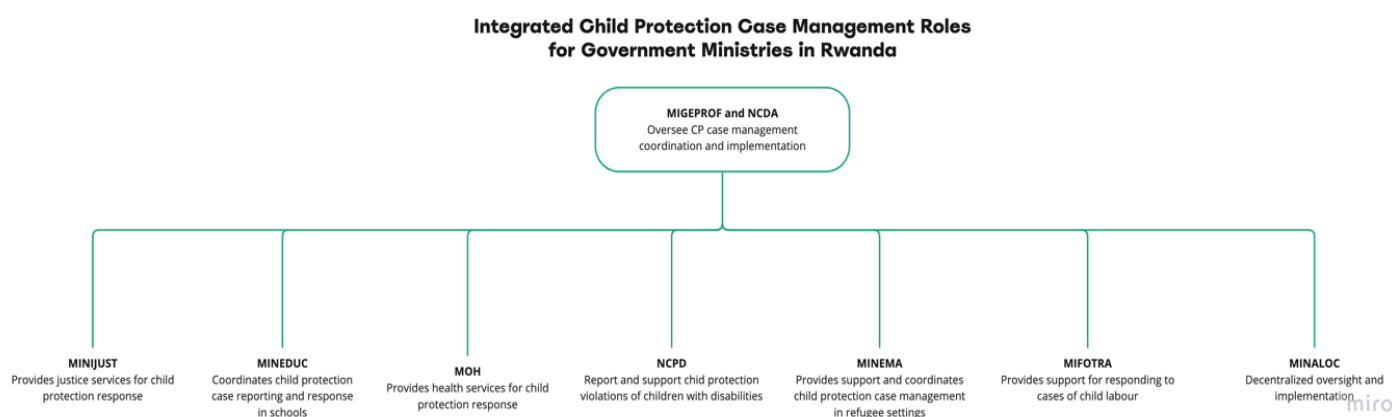 Integrated Child Protection Case Management Roles
for Government Ministries in Rwanda
MIGEPROF and NCDA
Oversee CP case management
coordination and implementation
MINIJUST
Provides justice services for child
protection response
MINEDUC
Coordinates child protection
case reporting and response
in schools
MOH
Provides health services for child
protection response
NCPD
Report and support chid protection
violations of children with disabilities
MINEMA
Provides support and coordinates
child protection case management
in refugee settings
MIFOTRA
Provides support for responding to
cases of child labour
MINALOC
Decentralized oversight and
implementation
miro